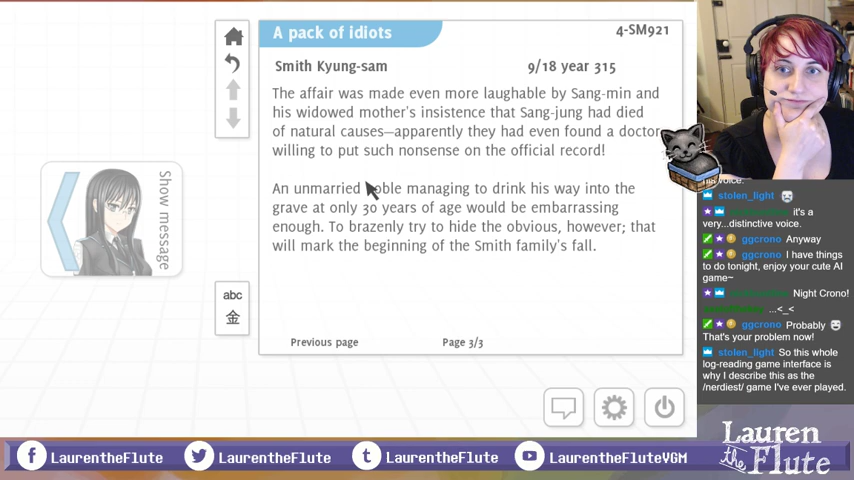 A pack of idiots
4-SM921
Smith Kyung-sam
9/18 year 315
The affair was made even more laughable by Sang-min and
his widowed mother's insistence that Sang-jung had died
of natural causes—apparently they had even found a doctor
willing to put such nonsense on the official record!
An unmarried noble managing to drink his way into the
grave at only 30 years of age would be embarrassing
enough. To brazenly try to hide the obvious, however; that
will mark the beginning of the Smith family's fall.
Previous page
Page 3/3
Show message
abc
金
his voice.
stolen_light
it's a
very...distinctive voice.
ggcrono Anyway
ggcrono I have things
to do tonight, enjoy your cute AI
game~
Night Crono!
...<_<
ggcrono Probably
That's your problem now!
stolen_light So this whole
log-reading game interface is
why I describe this as the
/nerdiest/ game I've ever played.
Lauren
the Flute
LaurentheFlute
LaurentheFlute
LaurentheFlute
LaurentheFluteVGM